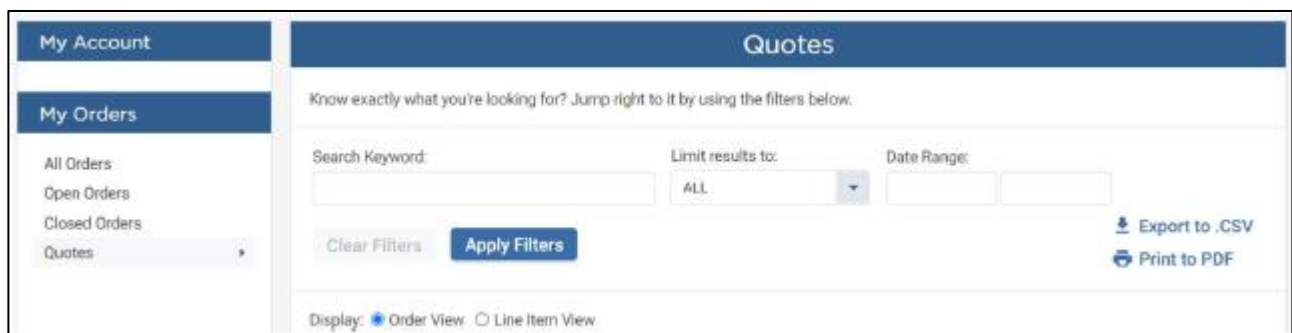 My Account
My Orders
All Orders
Open Orders
Closed Orders
Quotes
Quotes
Know exactly what you're looking for? Jump right to it by using the filters below.
Search Keyword:
Limit results to:
Date Range:
ALL
Clear Filters
Apply Filters
Export to .CSV
Print to PDF
Display: Order View Line Item View